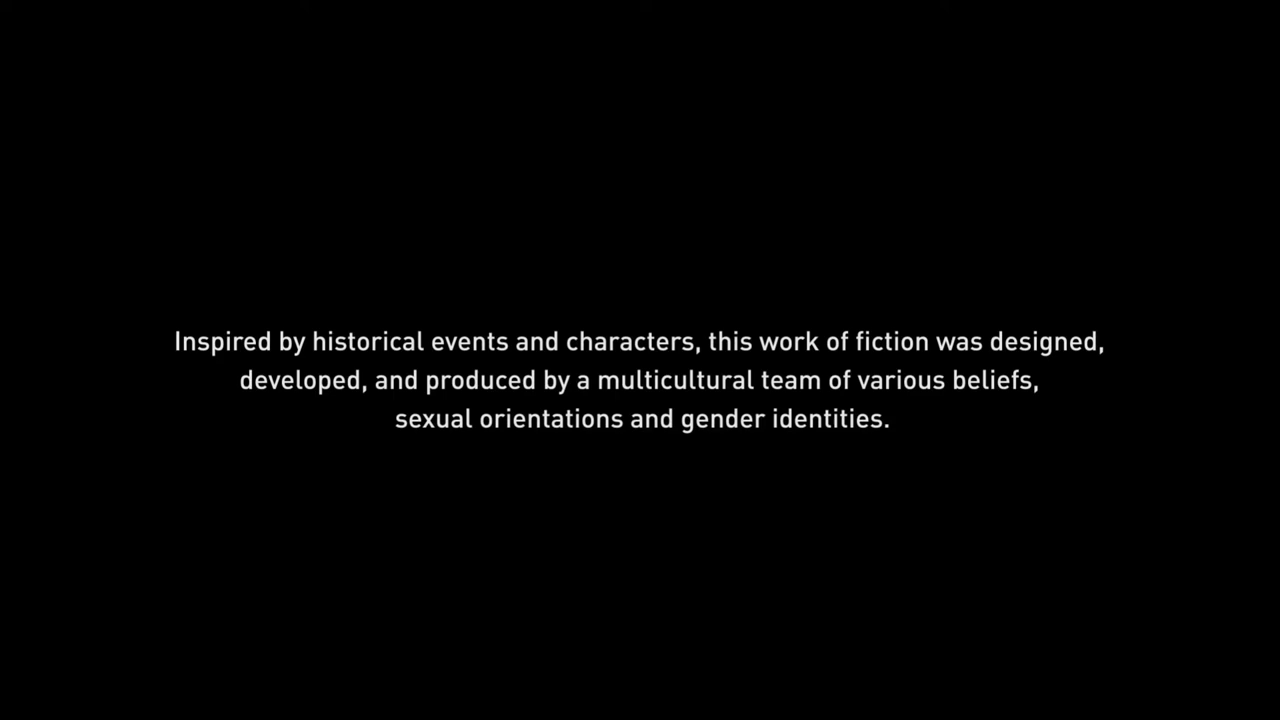 Inspired by historical events and characters, this work of fiction was designed,
developed, and produced by a multicultural team of various beliefs,
sexual orientations and gender identities.